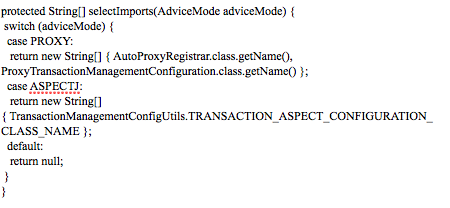 protected String[] selectImports(AdviceMode adviceMode) {
switch (adviceMode) {
case PROXY:
return new String[] { AutoProxyRegistrar.class.getName(),
ProxyTransactionManagementConfiguration.class.getName() };
case ASPECTJ:
return new String[]
{ TransactionManagementConfigUtils.TRANSACTION_ASPECT_CONFIGURATION_
CLASS_NAME };
default:
return null;
}
}